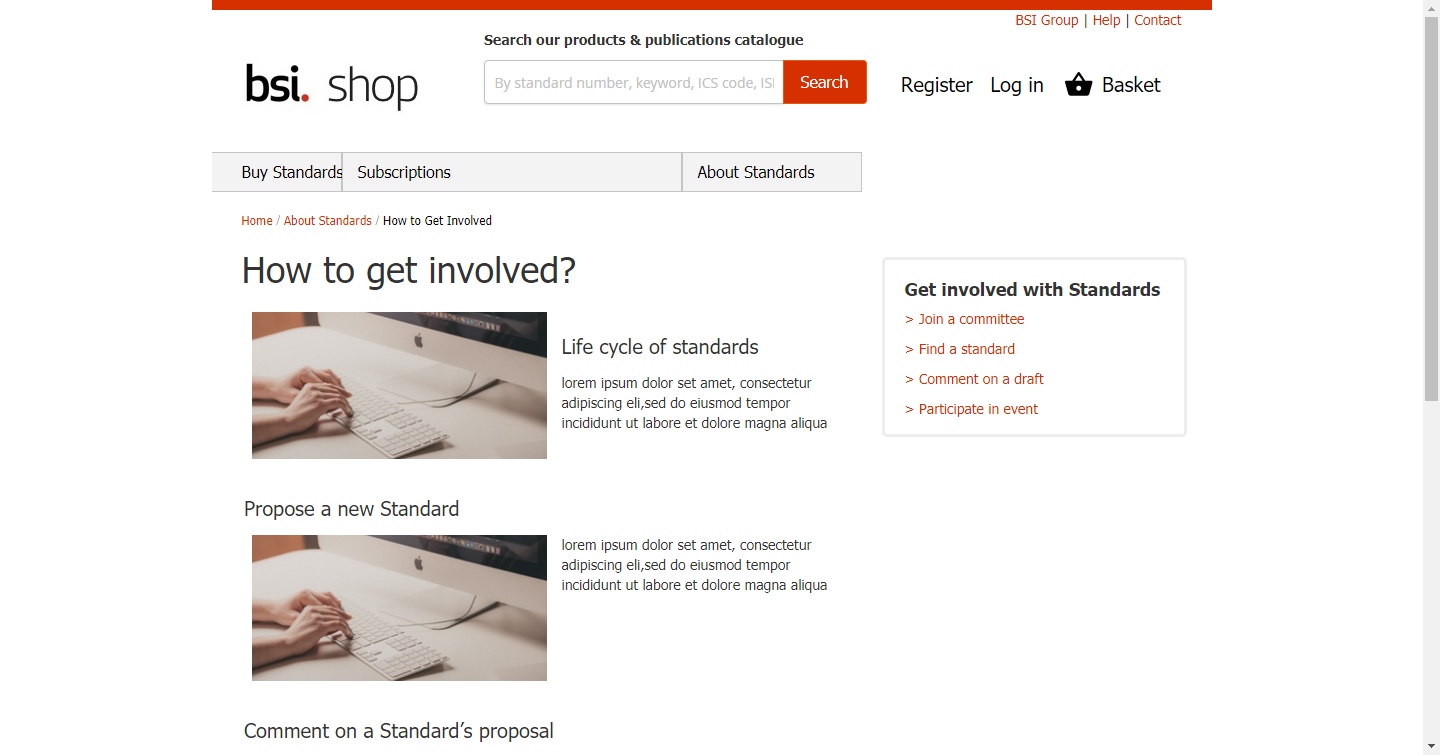 BSI Group | Help | Contact
Search our products & publications catalogue
bsi. shop
By standard number, keyword, ICS code, ISI
Search
Register
Log in
Basket
Buy Standards
Subscriptions
About Standards
Home / About Standards / How to Get Involved
How to get involved?
Life cycle of standards
lorem ipsum dolor set amet, consectetur
adipiscing eli,sed do eiusmod tempor
incididunt ut labore et dolore magna aliqua
Get involved with Standards
> Join a committee
> Find a standard
> Comment on a draft
> Participate in event
Propose a new Standard
lorem ipsum dolor set amet, consectetur
adipiscing eli,sed do eiusmod tempor
incididunt ut labore et dolore magna aliqua
Comment on a Standard’s proposal